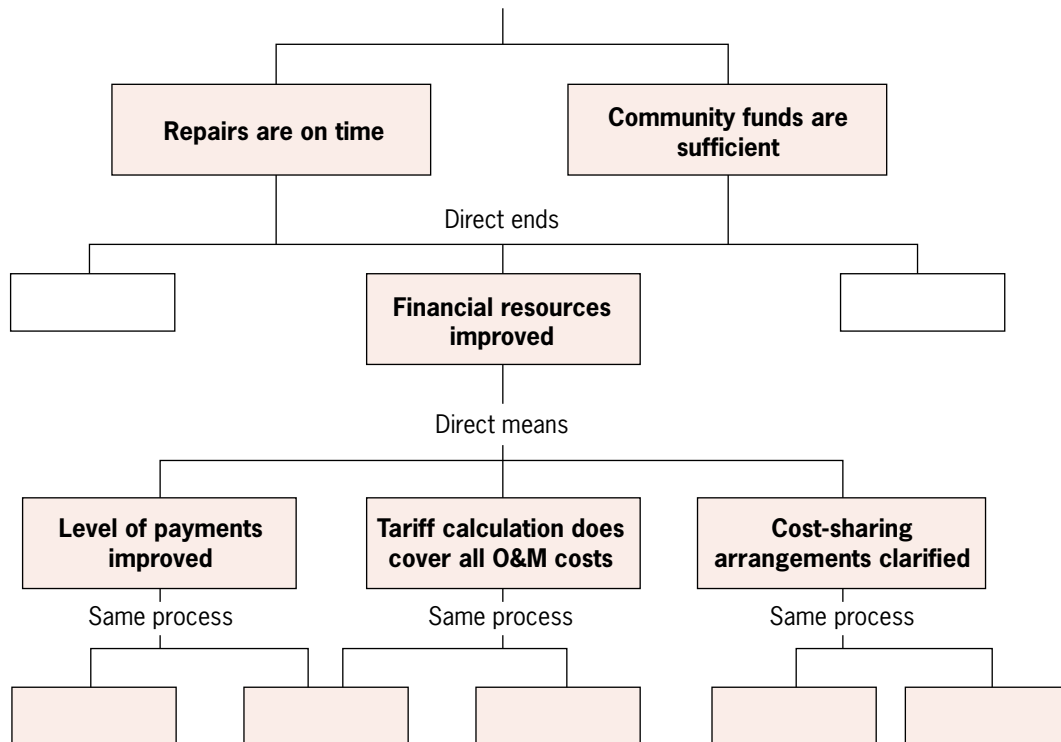 Repairs are on time
Community funds are
sufficient
Direct ends
Financial resources
improved
Direct means
Level of payments
improved
Tariff calculation does
cover all O&M costs
Cost-sharing
arrangements clarified
Same process
Same process
Same process